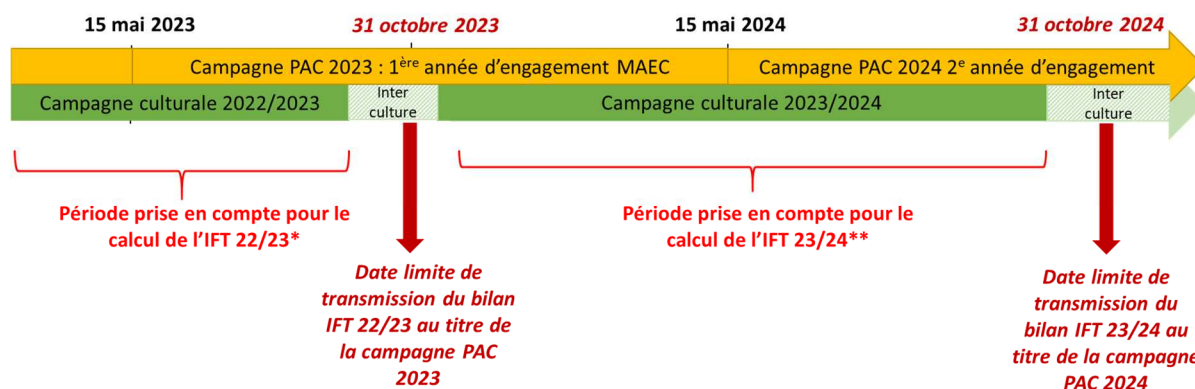 15 mai 2023
31 octobre 2023
15 mai 2024
31 octobre 2024
Campagne PAC 2023 : 1ère année d’engagement MAEC
Campagne PAC 2024 2e année d’engagement
Campagne culturale 2022/2023
Inter
culture
Campagne culturale 2023/2024
Inter
culture
Période prise en compte pour le
calcul de l’IFT 22/23*
Période prise en compte pour le
calcul de l’IFT 23/24**
Date limite de
transmission du bilan
IFT 22/23 au titre de
la campagne PAC
2023
Date limite de
transmission du
bilan IFT 23/24 au
titre de la campagne
PAC 2024